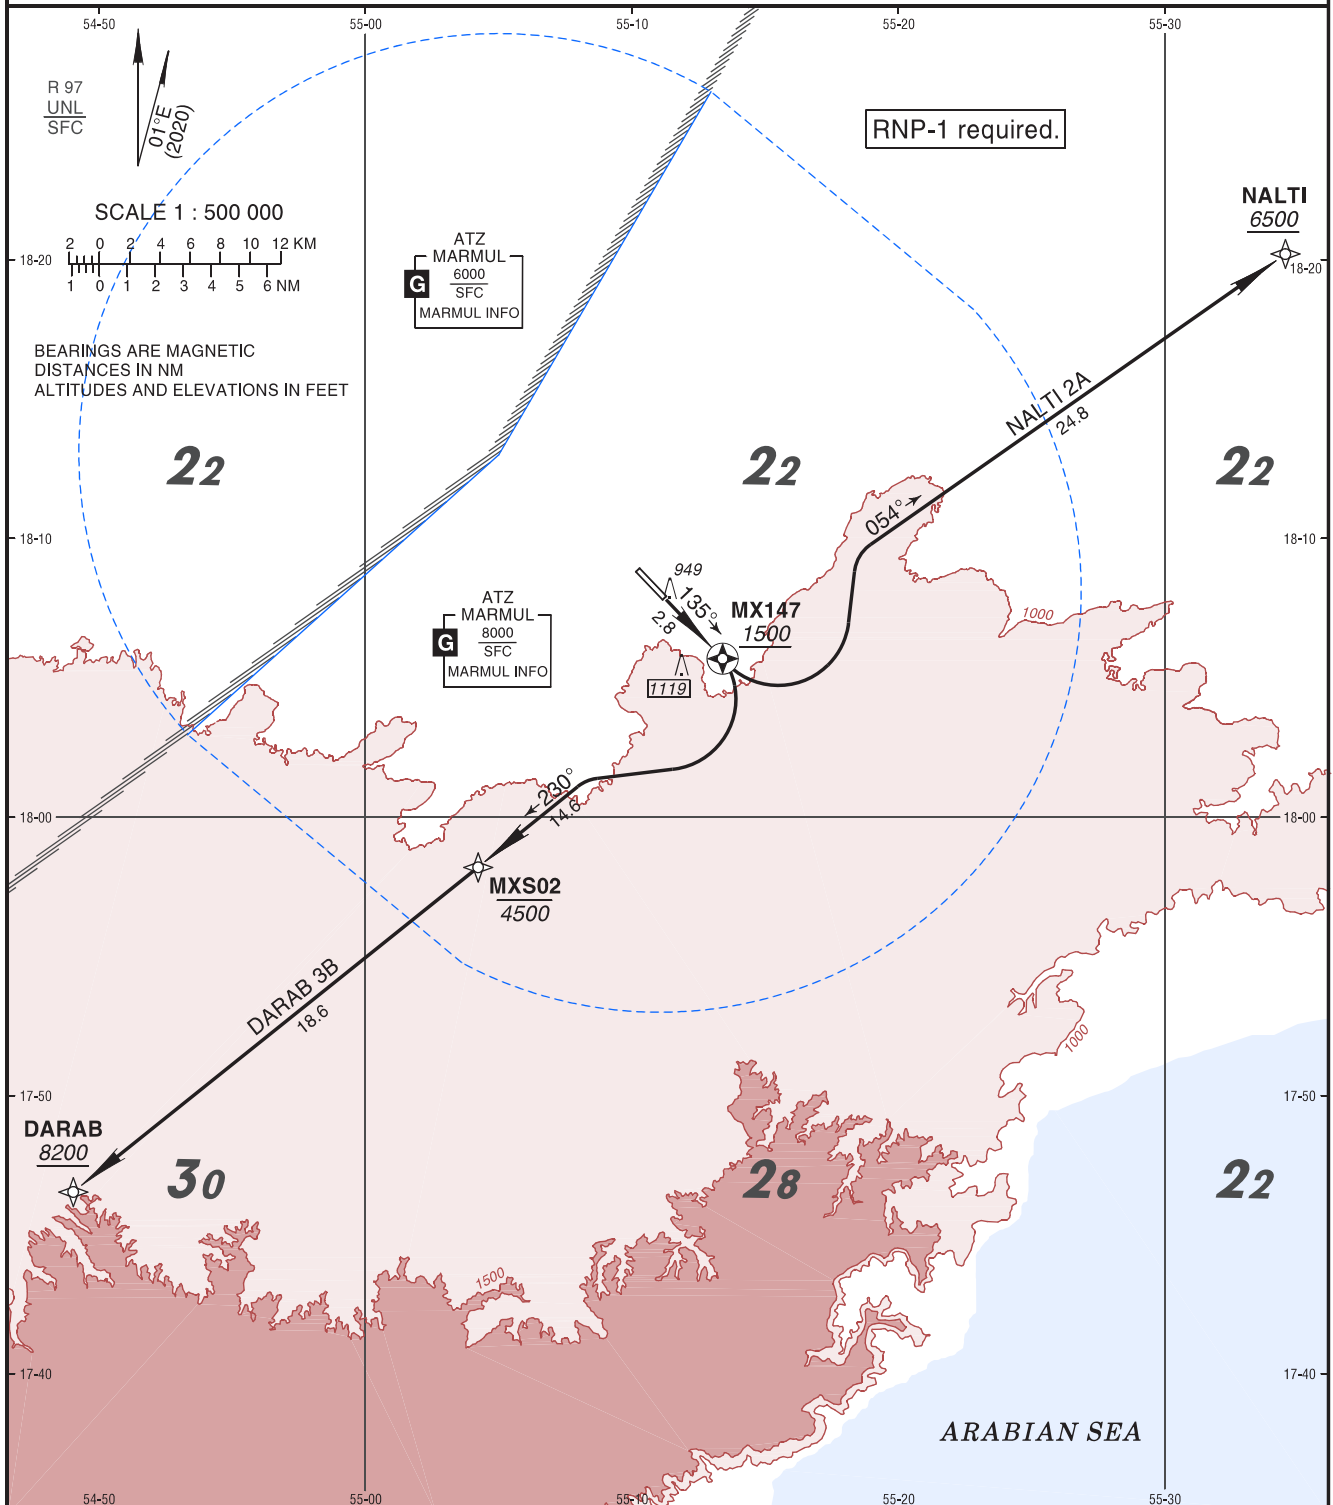 54-50
55-00
55-10
55-20
55-30
R 97
UNL
SFC
01°E
(2020)
RNP-1 required.
SCALE 1 : 500 000
2 0 2 4 6 8 10 12 KM
1 0 1 2 3 4 5 6 NM
NALTI
6500
18-20
18-20
ATZ
MARMUL
G
6000
SFC
MARMUL INFO
BEARINGS ARE MAGNETIC
DISTANCES IN NM
ALTITUDES AND ELEVATIONS IN FEET
NALTI 2A
24.8
22
22
22
054°
18-10
18-10
949
135°
2.8
MX147
1500
1000
ATZ
MARMUL
G
8000
SFC
MARMUL INFO
1119
230°
14.6
18-00
18-00
MXS02
4500
DARAB 3B
18.6
1000
17-50
DARAB
8200
17-50
30
28
22
1500
17-40
17-40
ARABIAN SEA
54-50
55-00
55-10
55-20
55-30